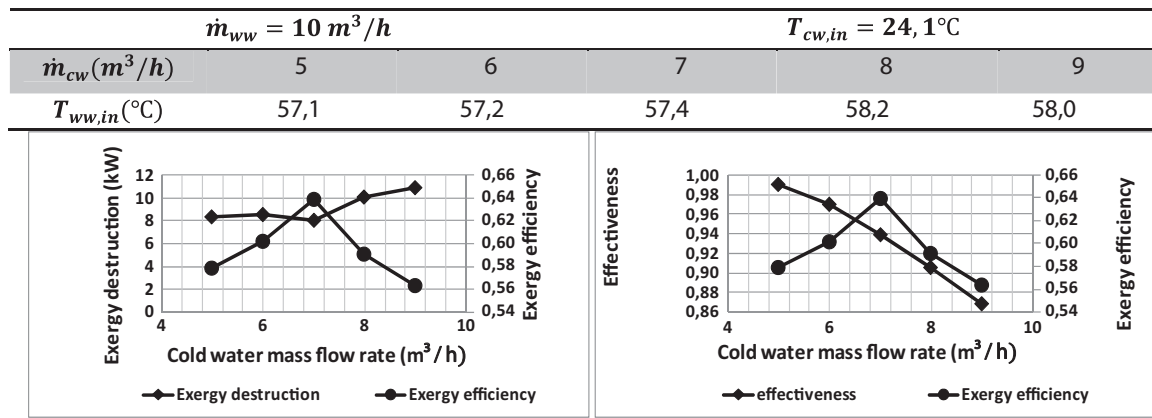 ṁww = 10 m³/h Tcw,in = 24,1°C
ṁcw(m³/h) 5 6 7 8 9
Tww,in(°C) 57,1 57,2 57,4 58,2 58,0
Exergy destruction (kW)
12
10
8
6
4
2
0
4 6 8 10
0,66
0,64
0,62
0,60
0,58
0,56
0,54
Exergy efficiency
Cold water mass flow rate (m³/h)
Exergy destruction Exergy efficiency
Effectiveness
1,00
0,98
0,96
0,94
0,92
0,90
0,88
0,86
4 6 8 10
0,66
0,64
0,62
0,60
0,58
0,56
0,54
Exergy efficiency
Cold water mass flow rate (m³/h)
effectiveness Exergy efficiency